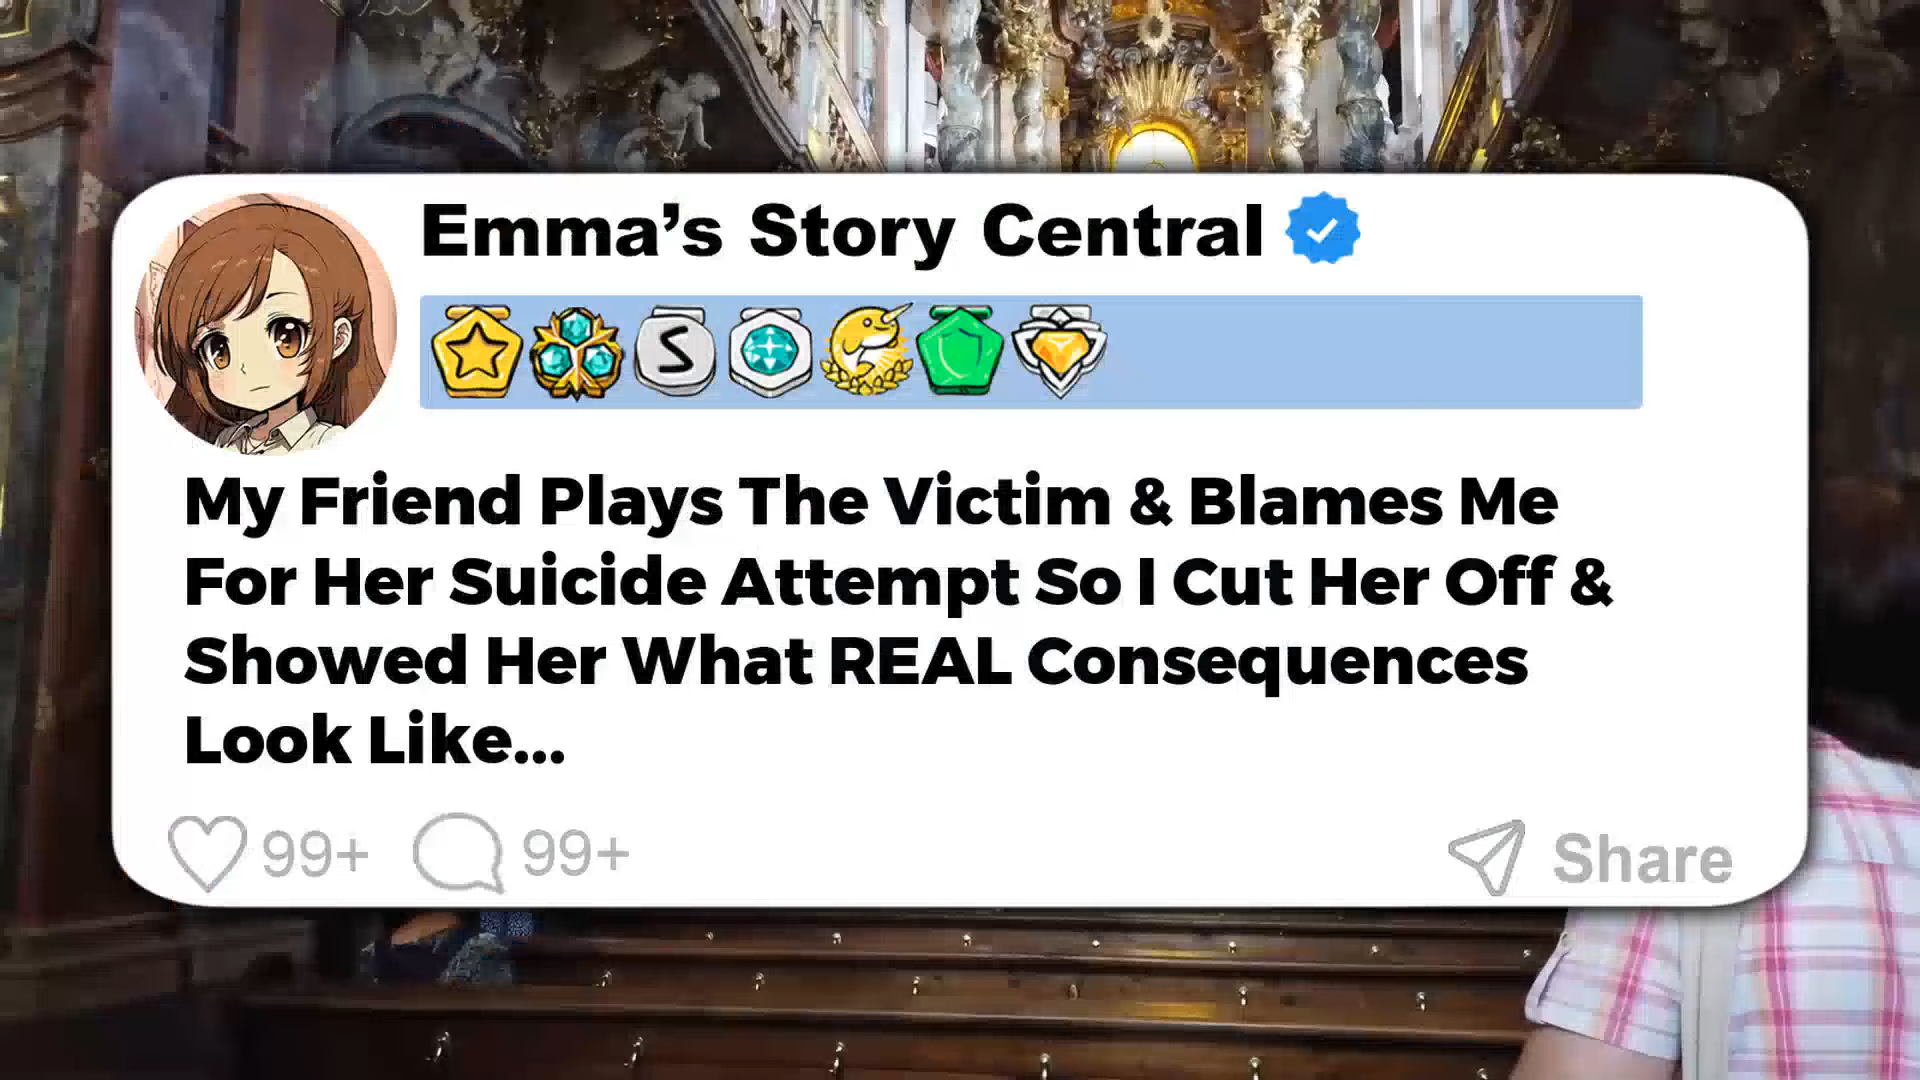 Emma’s Story Central
S
My Friend Plays The Victim & Blames Me
For Her Suicide Attempt So I Cut Her Off &
Showed Her What REAL Consequences
Look Like...
99+ 99+ Share